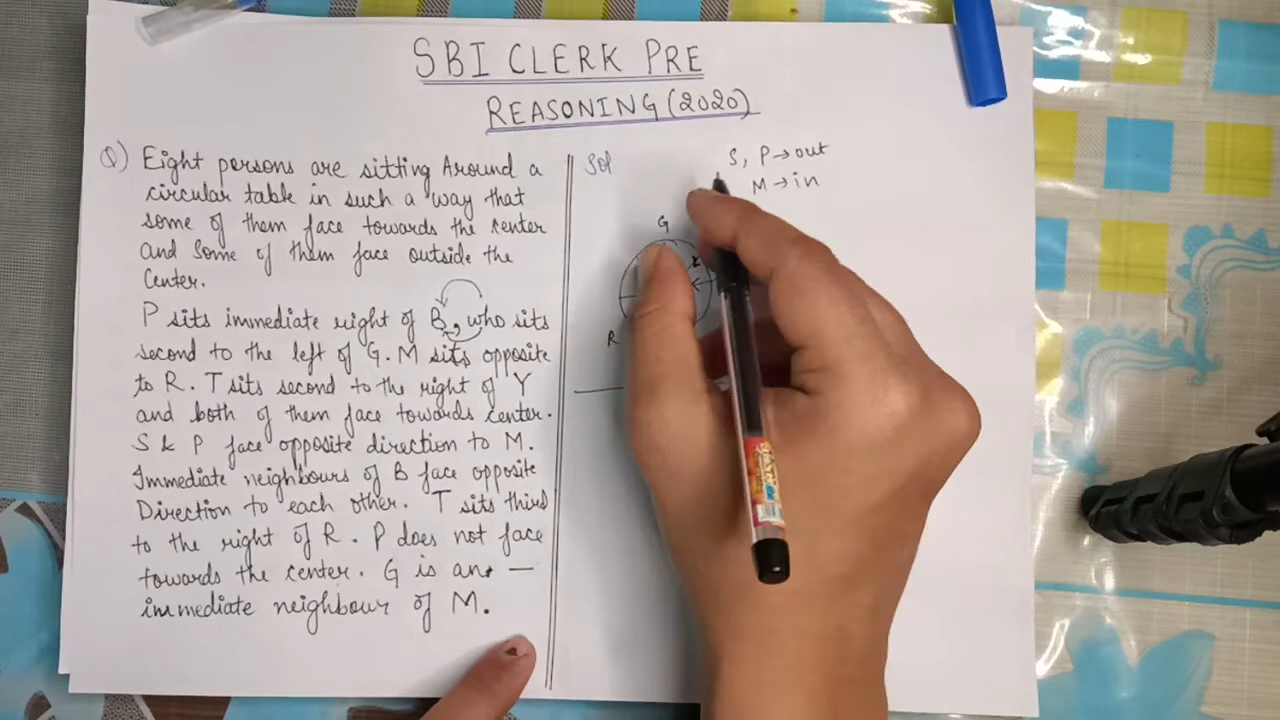 SBI CLERK PRE
REASONING (2020)
Q) Eight persons are sitting Around a
circular table in such a way that
some of them face towards the center
and some of them face outside the
Center.
P sits immediate right of B, who sits
second to the left of G. M sits opposite
to R. T sits second to the right of Y
and both of them face towards center.
S & P face opposite direction to M.
Immediate neighbours of B face opposite
Direction to each other. T sits third
to the right of R. P does not face
towards the center. G is an —
immediate neighbour of M.
Sol
S, P → out
M → in
G
R